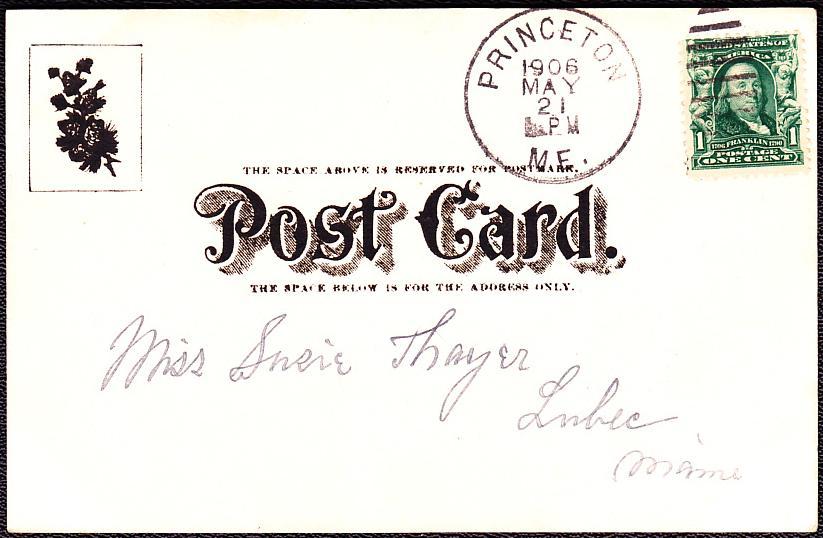 PRINCETON
1906
MAY
21
PM
ME.
UNITED STATES OF
AMERICA
1706 FRANKLIN 1790
1 1
POSTAGE
ONE CENT
THE SPACE ABOVE IS RESERVED FOR POSTMARK.
Post Card.
THE SPACE BELOW IS FOR THE ADDRESS ONLY.
Miss Susie Thayer
Lubec
Maine